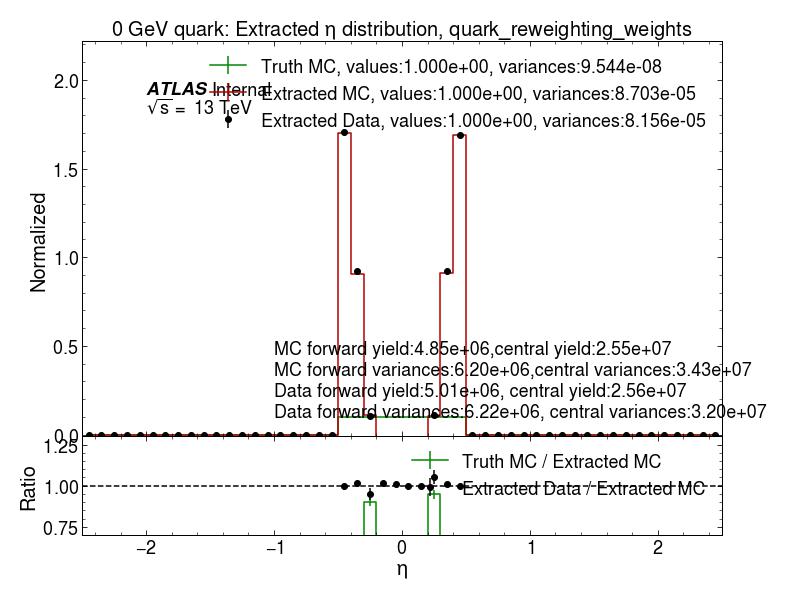 0 GeV quark: Extracted η distribution, quark_reweighting_weights
Truth MC, values:1.000e+00, variances:9.544e-08
ATLAS Internal
Extracted MC, values:1.000e+00, variances:8.703e-05
√s = 13 TeV
Extracted Data, values:1.000e+00, variances:8.156e-05
2.0
1.5
1.0
0.5
0.0
Normalized
MC forward yield:4.85e+06,central yield:2.55e+07
MC forward variances:6.20e+06,central variances:3.43e+07
Data forward yield:5.01e+06, central yield:2.56e+07
Data forward variances:6.22e+06, central variances:3.20e+07
1.25
1.00
0.75
Ratio
Truth MC / Extracted MC
Extracted Data / Extracted MC
−2 −1 0 1 2
η